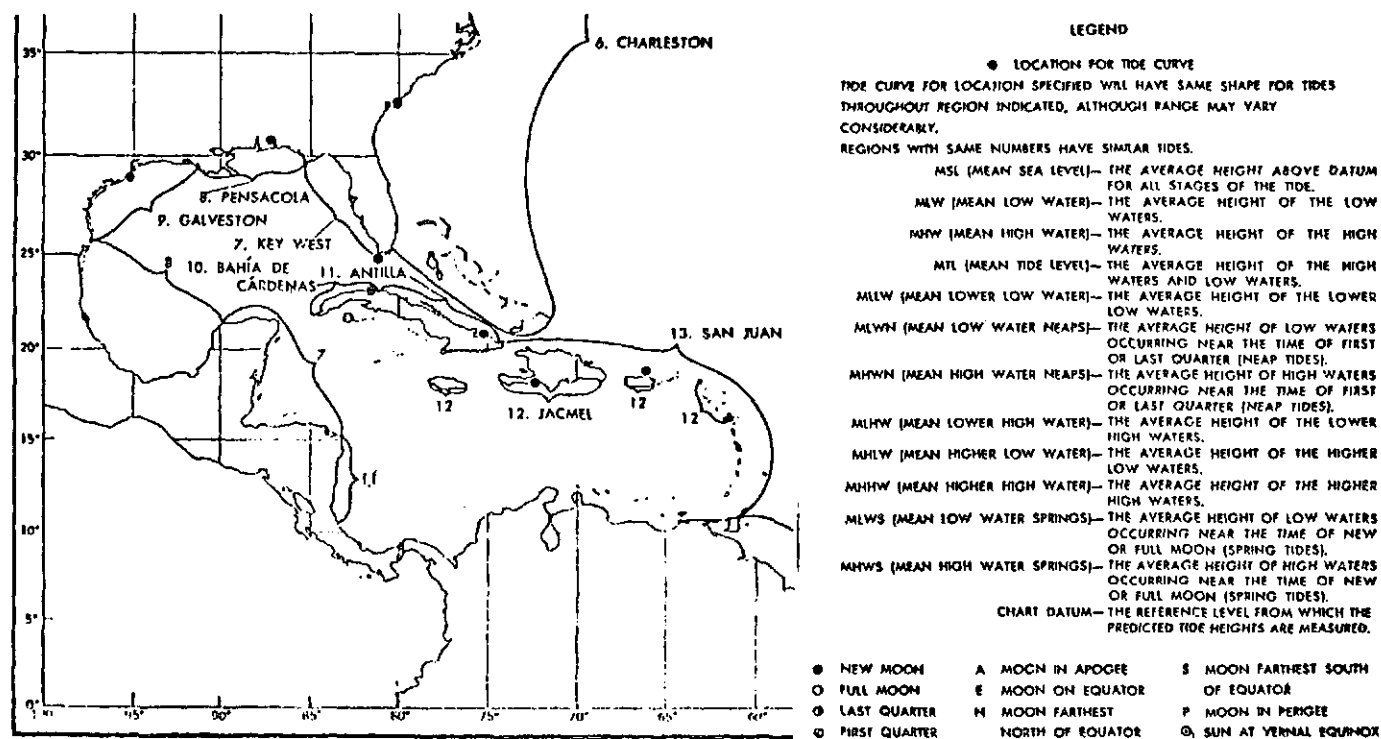 6. CHARLESTON
35°
30°
8. PENSACOLA
9. GALVESTON
7. KEY WEST
25°
10. BAHÍA DE
CÁRDENAS
11. ANTILLA
13. SAN JUAN
20°
12
12. JACMEL
12
12
15°
11
10°
5°
0°
95°
90°
85°
80°
75°
70°
65°
60°
LEGEND
● LOCATION FOR TIDE CURVE
TIDE CURVE FOR LOCATION SPECIFIED WILL HAVE SAME SHAPE FOR TIDES
THROUGHOUT REGION INDICATED, ALTHOUGH RANGE MAY VARY
CONSIDERABLY.
REGIONS WITH SAME NUMBERS HAVE SIMILAR TIDES.
MSL (MEAN SEA LEVEL)— THE AVERAGE HEIGHT ABOVE DATUM
FOR ALL STAGES OF THE TIDE.
MLW (MEAN LOW WATER)— THE AVERAGE HEIGHT OF THE LOW
WATERS.
MHW (MEAN HIGH WATER)— THE AVERAGE HEIGHT OF THE HIGH
WATERS.
MTL (MEAN TIDE LEVEL)— THE AVERAGE HEIGHT OF THE HIGH
WATERS AND LOW WATERS.
MLLW (MEAN LOWER LOW WATER)— THE AVERAGE HEIGHT OF THE LOWER
LOW WATERS.
MLWN (MEAN LOW WATER NEAPS)— THE AVERAGE HEIGHT OF LOW WATERS
OCCURRING NEAR THE TIME OF FIRST
OR LAST QUARTER (NEAP TIDES).
MHWN (MEAN HIGH WATER NEAPS)— THE AVERAGE HEIGHT OF HIGH WATERS
OCCURRING NEAR THE TIME OF FIRST
OR LAST QUARTER (NEAP TIDES).
MLHW (MEAN LOWER HIGH WATER)— THE AVERAGE HEIGHT OF THE LOWER
HIGH WATERS.
MHLW (MEAN HIGHER LOW WATER)— THE AVERAGE HEIGHT OF THE HIGHER
LOW WATERS.
MHHW (MEAN HIGHER HIGH WATER)— THE AVERAGE HEIGHT OF THE HIGHER
HIGH WATERS.
MLWS (MEAN LOW WATER SPRINGS)— THE AVERAGE HEIGHT OF LOW WATERS
OCCURRING NEAR THE TIME OF NEW
OR FULL MOON (SPRING TIDES).
MHWS (MEAN HIGH WATER SPRINGS)— THE AVERAGE HEIGHT OF HIGH WATERS
OCCURRING NEAR THE TIME OF NEW
OR FULL MOON (SPRING TIDES).
CHART DATUM— THE REFERENCE LEVEL FROM WHICH THE
PREDICTED TIDE HEIGHTS ARE MEASURED.
● NEW MOON A MOON IN APOGEE S MOON FARTHEST SOUTH
○ FULL MOON E MOON ON EQUATOR OF EQUATOR
LAST QUARTER N MOON FARTHEST P MOON IN PERIGEE
FIRST QUARTER NORTH OF EQUATOR SUN AT VERNAL EQUINOX